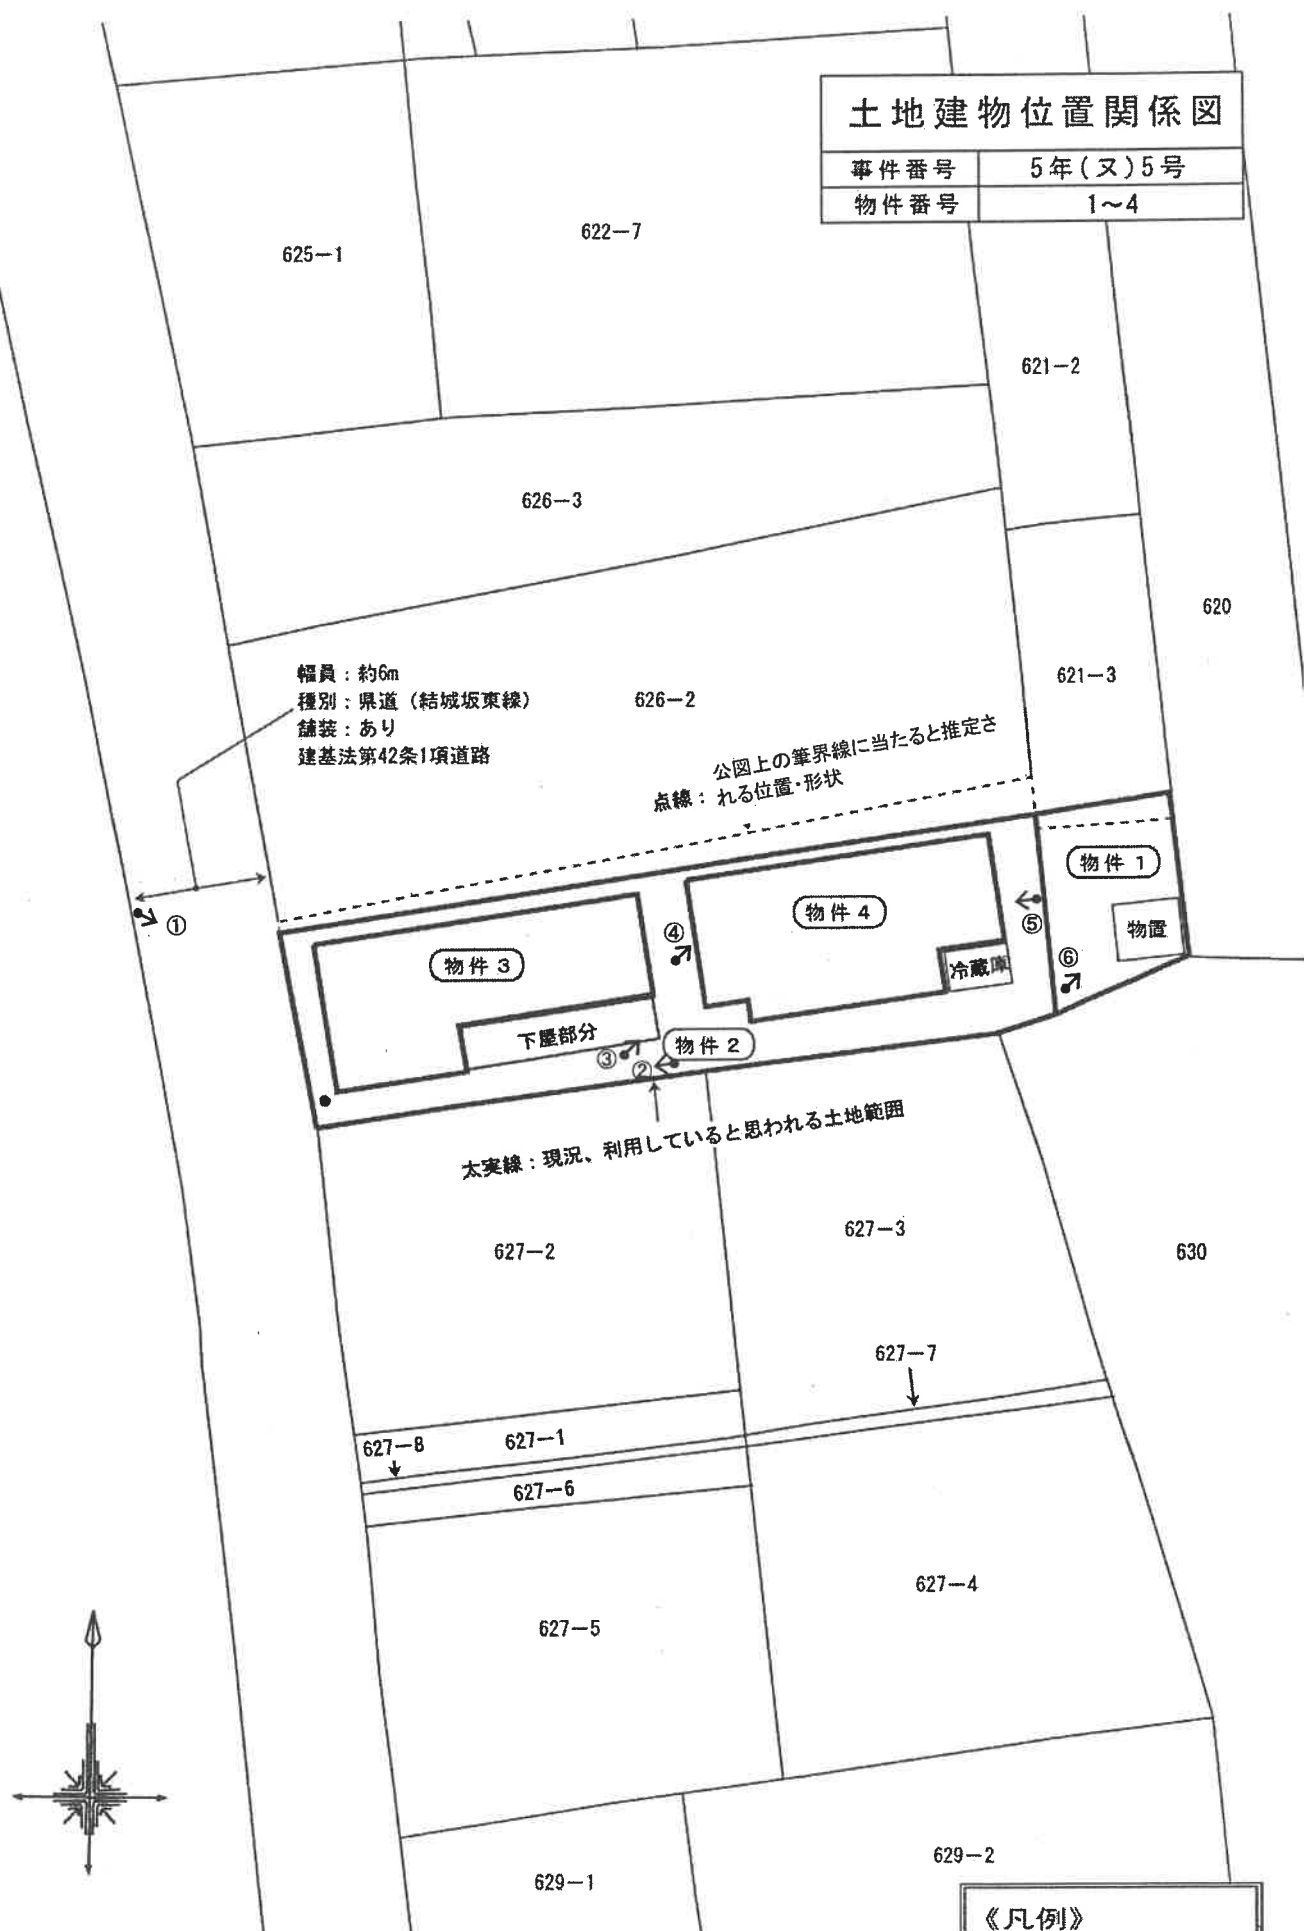 土地建物位置関係図
事件番号 5年(ヌ)5号
物件番号 1～4
625－1
622－7
621－2
626－3
620
621－3
626－2
幅員：約6m
種別：県道（結城坂東線）
舗装：あり
建基法第42条1項道路
公図上の筆界線に当たると推定さ
点線：れる位置・形状
物件 1
物件 4
物置
①
④
⑤
物件 3
⑥
冷蔵庫
下屋部分
物件 2
③
②
太実線：現況、利用していると思われる土地範囲
627－2
627－3
630
627－7
627－8
627－1
627－6
627－4
627－5
629－2
629－1
《凡例》